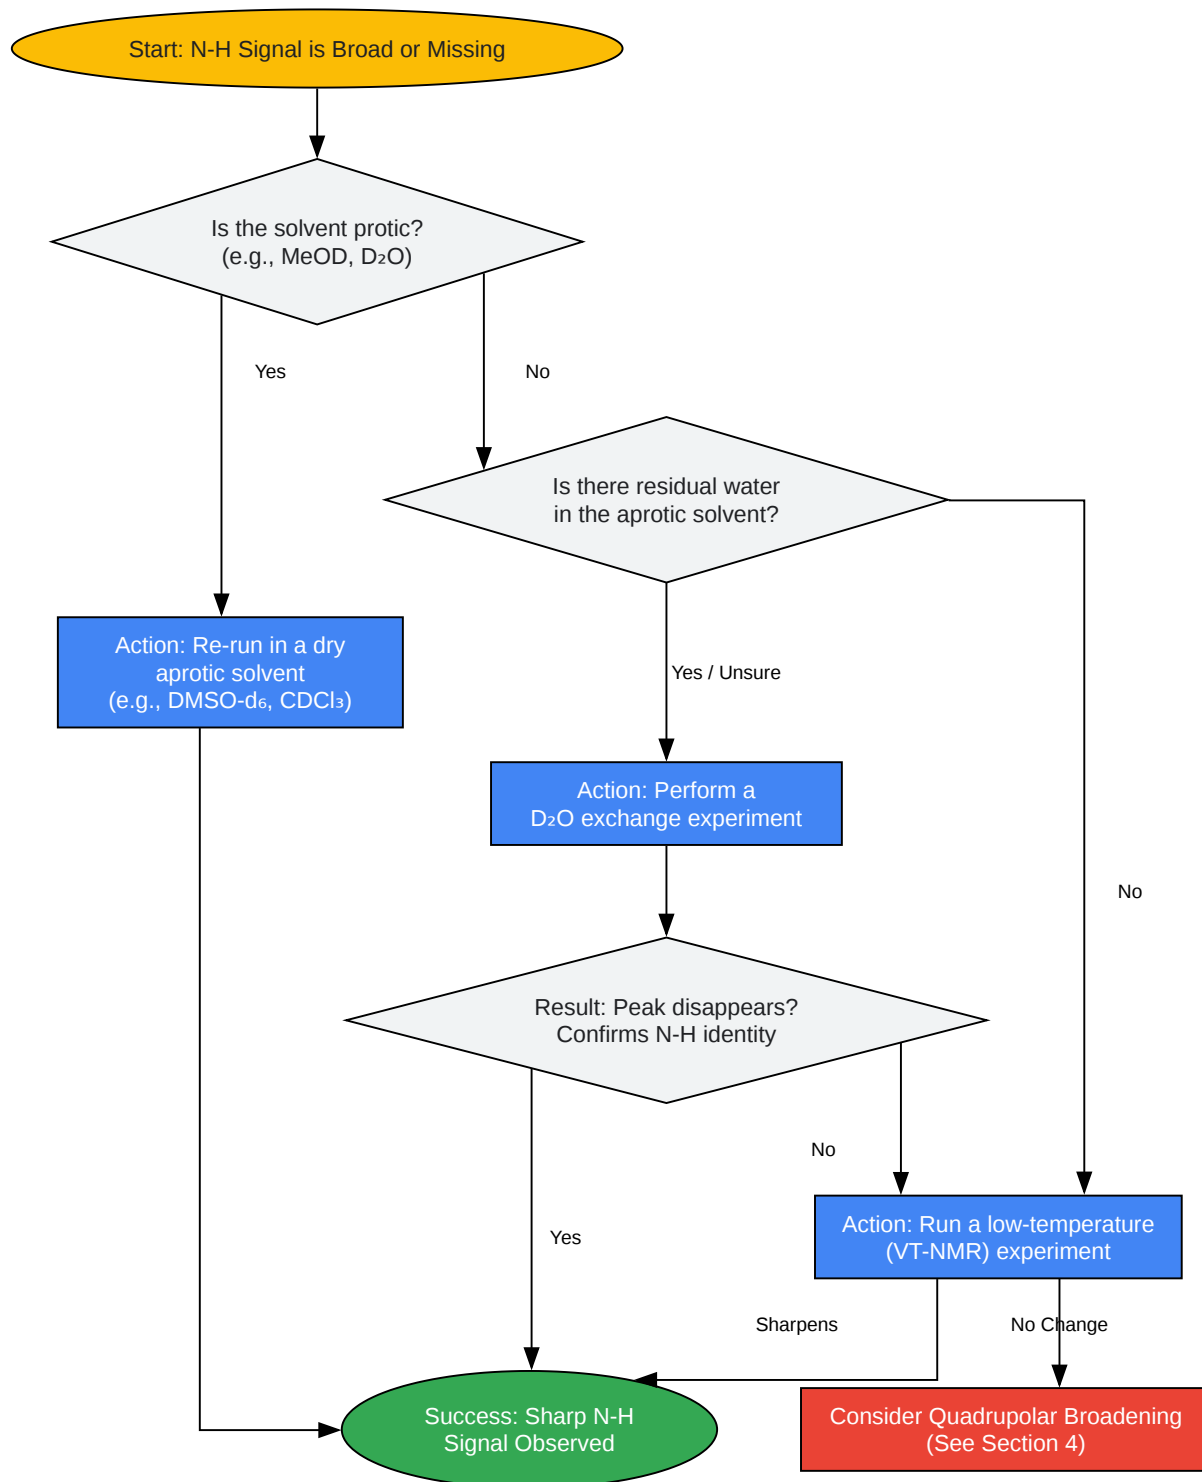 Start: N-H Signal is Broad or Missing
Is the solvent protic?
(e.g., MeOD, D₂O)
Yes
No
Is there residual water
in the aprotic solvent?
Action: Re-run in a dry
aprotic solvent
(e.g., DMSO-d₆, CDCl₃)
Yes / Unsure
Action: Perform a
D₂O exchange experiment
No
Result: Peak disappears?
Confirms N-H identity
No
Yes
Action: Run a low-temperature
(VT-NMR) experiment
Sharpens
No Change
Success: Sharp N-H
Signal Observed
Consider Quadrupolar Broadening
(See Section 4)